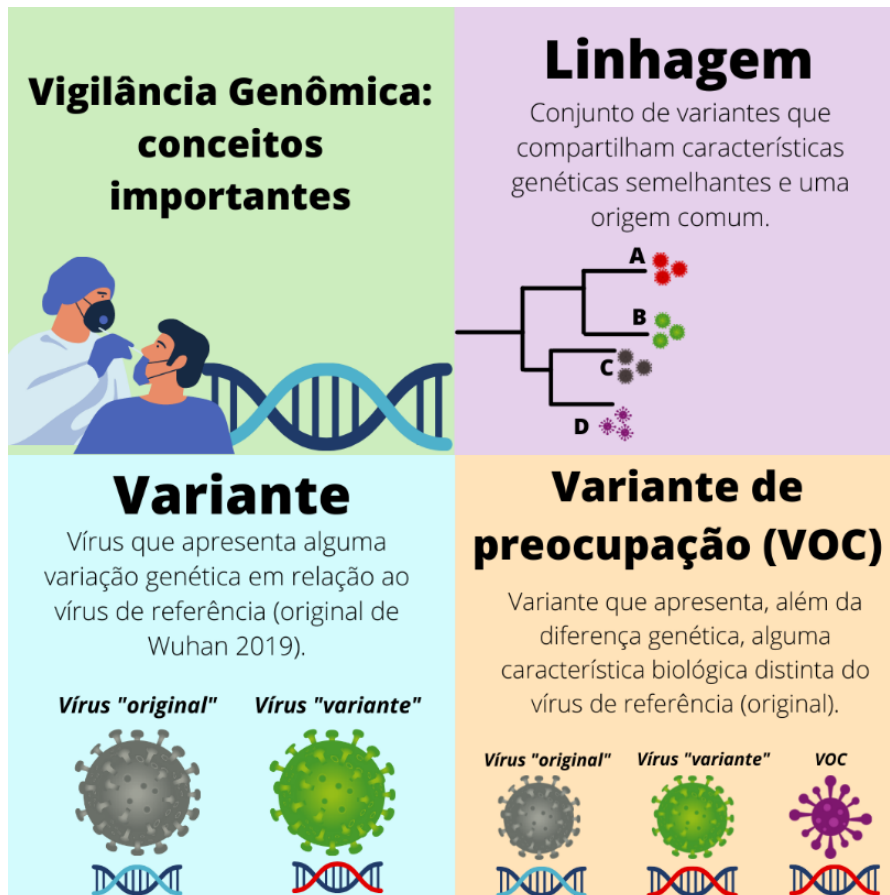 Vigilância Genômica:
conceitos
importantes
Linhagem
Conjunto de variantes que
compartilham características
genéticas semelhantes e uma
origem comum.
A
B
C
D
Variante
Vírus que apresenta alguma
variação genética em relação ao
vírus de referência (original de
Wuhan 2019).
Vírus "original" Vírus "variante"
Variante de
preocupação (VOC)
Variante que apresenta, além da
diferença genética, alguma
característica biológica distinta do
vírus de referência (original).
Vírus "original" Vírus "variante" VOC